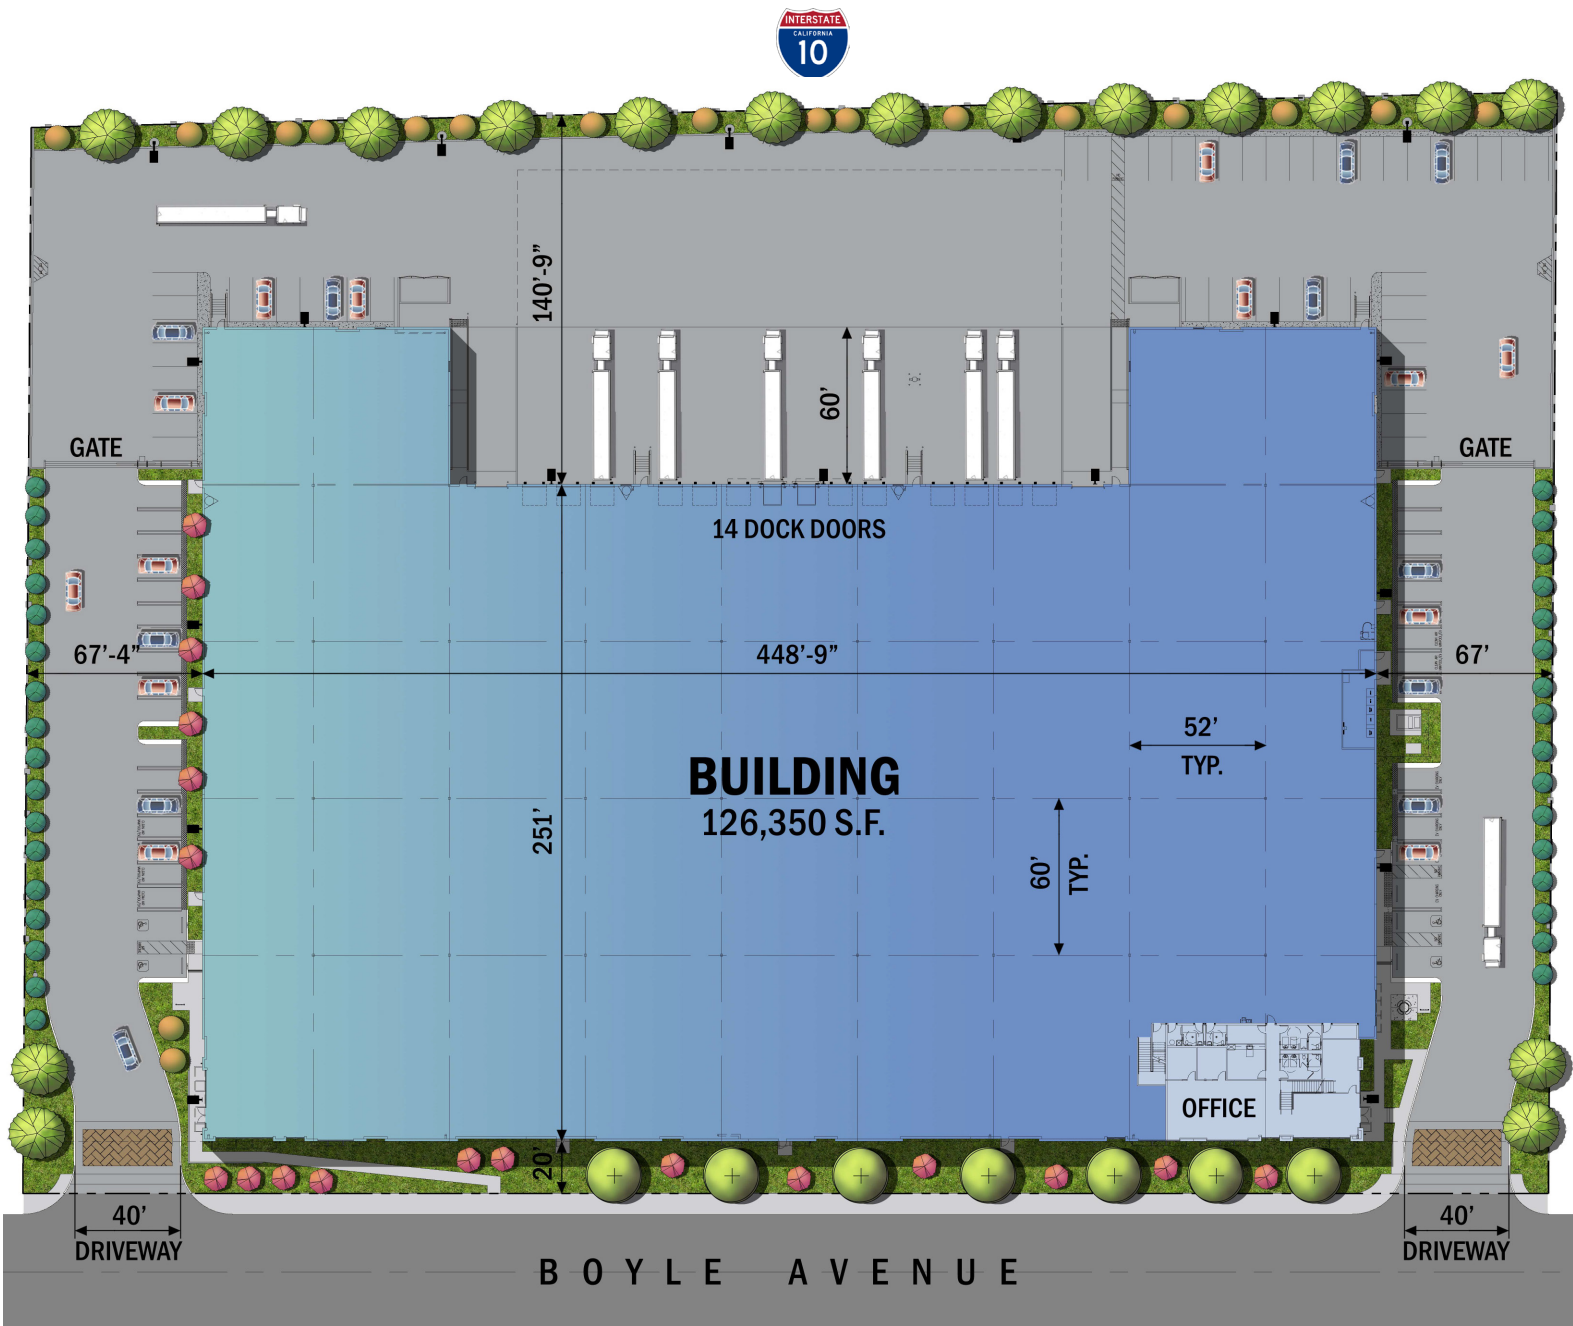 INTERSTATE
CALIFORNIA
10
140'-9"
60'
GATE
GATE
14 DOCK DOORS
67'-4"
448'-9"
67'
52'
TYP.
BUILDING
126,350 S.F.
251'
60'
TYP.
OFFICE
20'
40'
DRIVEWAY
40'
DRIVEWAY
BOYLE AVENUE